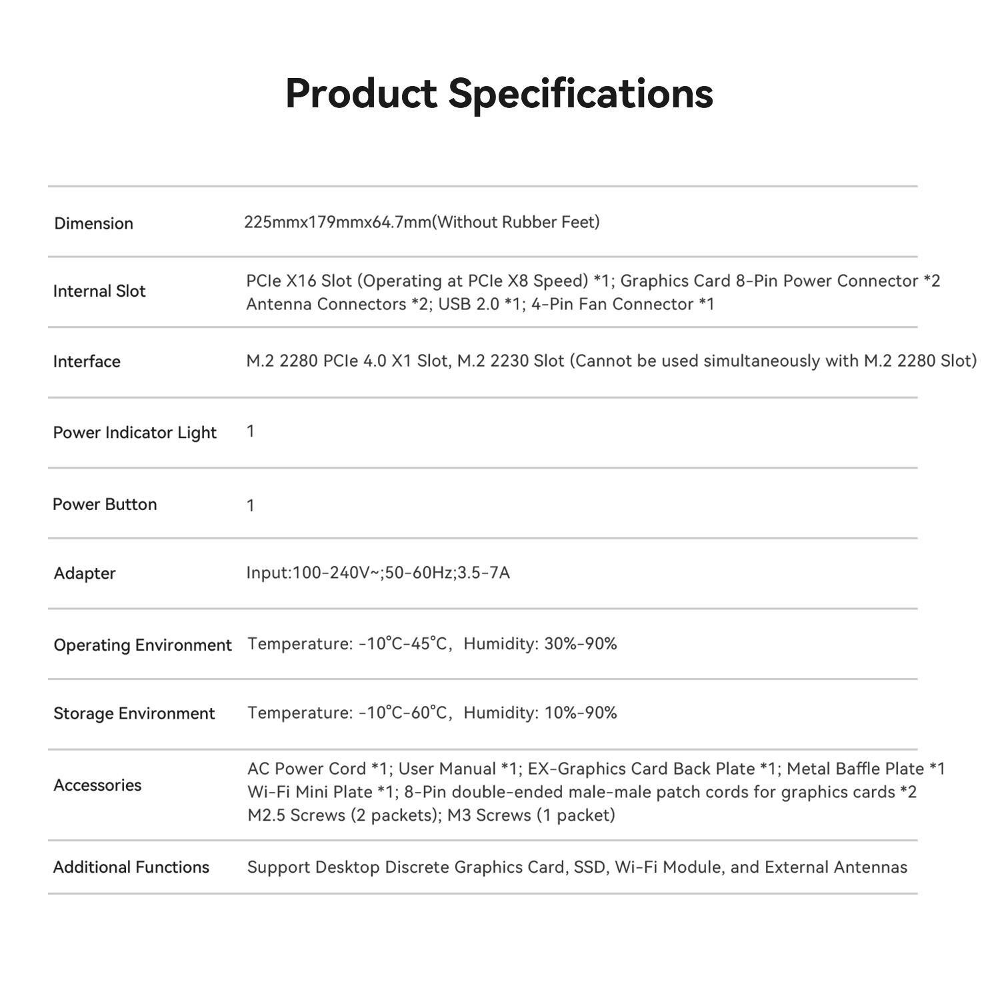 Product Specifications
Dimension 225mmx179mmx64.7mm(Without Rubber Feet)
Internal Slot PCIe X16 Slot (Operating at PCIe X8 Speed) *1; Graphics Card 8-Pin Power Connector *2
Antenna Connectors *2; USB 2.0 *1; 4-Pin Fan Connector *1
Interface M.2 2280 PCIe 4.0 X1 Slot, M.2 2230 Slot (Cannot be used simultaneously with M.2 2280 Slot)
Power Indicator Light 1
Power Button 1
Adapter Input:100-240V~;50-60Hz;3.5-7A
Operating Environment Temperature: -10°C-45°C, Humidity: 30%-90%
Storage Environment Temperature: -10°C-60°C, Humidity: 10%-90%
Accessories AC Power Cord *1; User Manual *1; EX-Graphics Card Back Plate *1; Metal Baffle Plate *1
Wi-Fi Mini Plate *1; 8-Pin double-ended male-male patch cords for graphics cards *2
M2.5 Screws (2 packets); M3 Screws (1 packet)
Additional Functions Support Desktop Discrete Graphics Card, SSD, Wi-Fi Module, and External Antennas